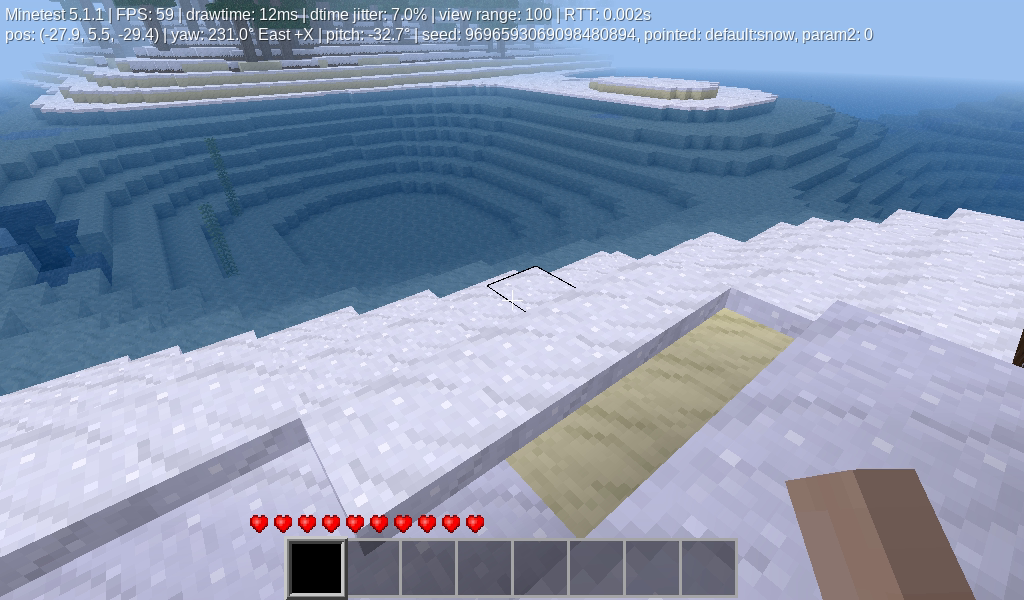 Minetest 5.1.1 | FPS: 59 | drawtime: 12ms | dtime jitter: 7.0% | view range: 100 | RTT: 0.002s
pos: (-27.9, 5.5, -29.4) | yaw: 231.0° East +X | pitch: -32.7° | seed: 9696593069098480894, pointed: default:snow, param2: 0